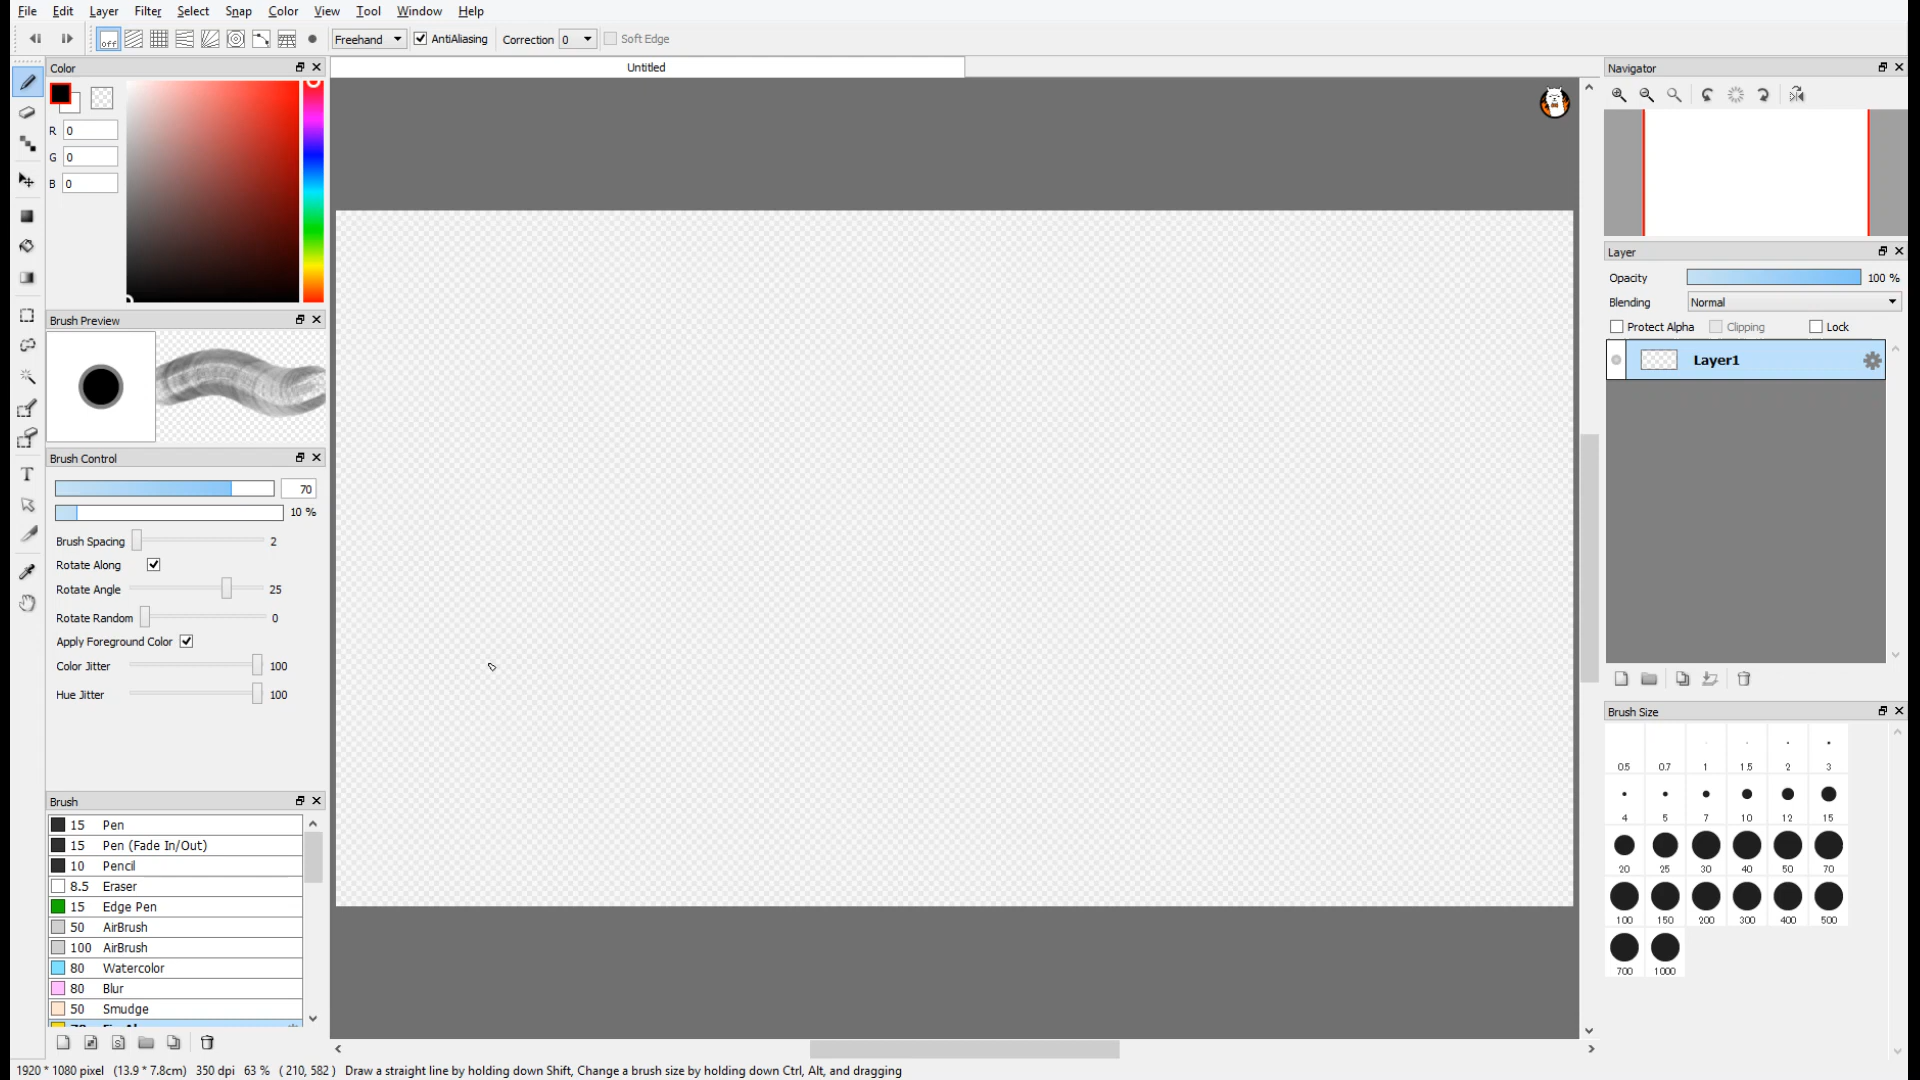 File Edit Layer Filter Select Snap Color View Tool Window Help
off Freehand AntiAliasing Correction 0 Soft Edge
Color
R 0
G 0
B 0
Brush Preview
Brush Control
70
10 %
Brush Spacing 2
Rotate Along
Rotate Angle 25
Rotate Random 0
Apply Foreground Color
Color Jitter 100
Hue Jitter 100
Brush
15 Pen
15 Pen (Fade In/Out)
10 Pencil
8.5 Eraser
15 Edge Pen
50 AirBrush
100 AirBrush
80 Watercolor
80 Blur
50 Smudge
Untitled
Navigator
Layer
Opacity 100 %
Blending Normal
Protect Alpha Clipping Lock
Layer1
Brush Size
0.5 0.7 1 1.5 2 3
4 5 7 10 12 15
20 25 30 40 50 70
100 150 200 300 400 500
700 1000
1920 * 1080 pixel (13.9 * 7.8cm) 350 dpi 63 % ( 210, 582 ) Draw a straight line by holding down Shift, Change a brush size by holding down Ctrl, Alt, and dragging